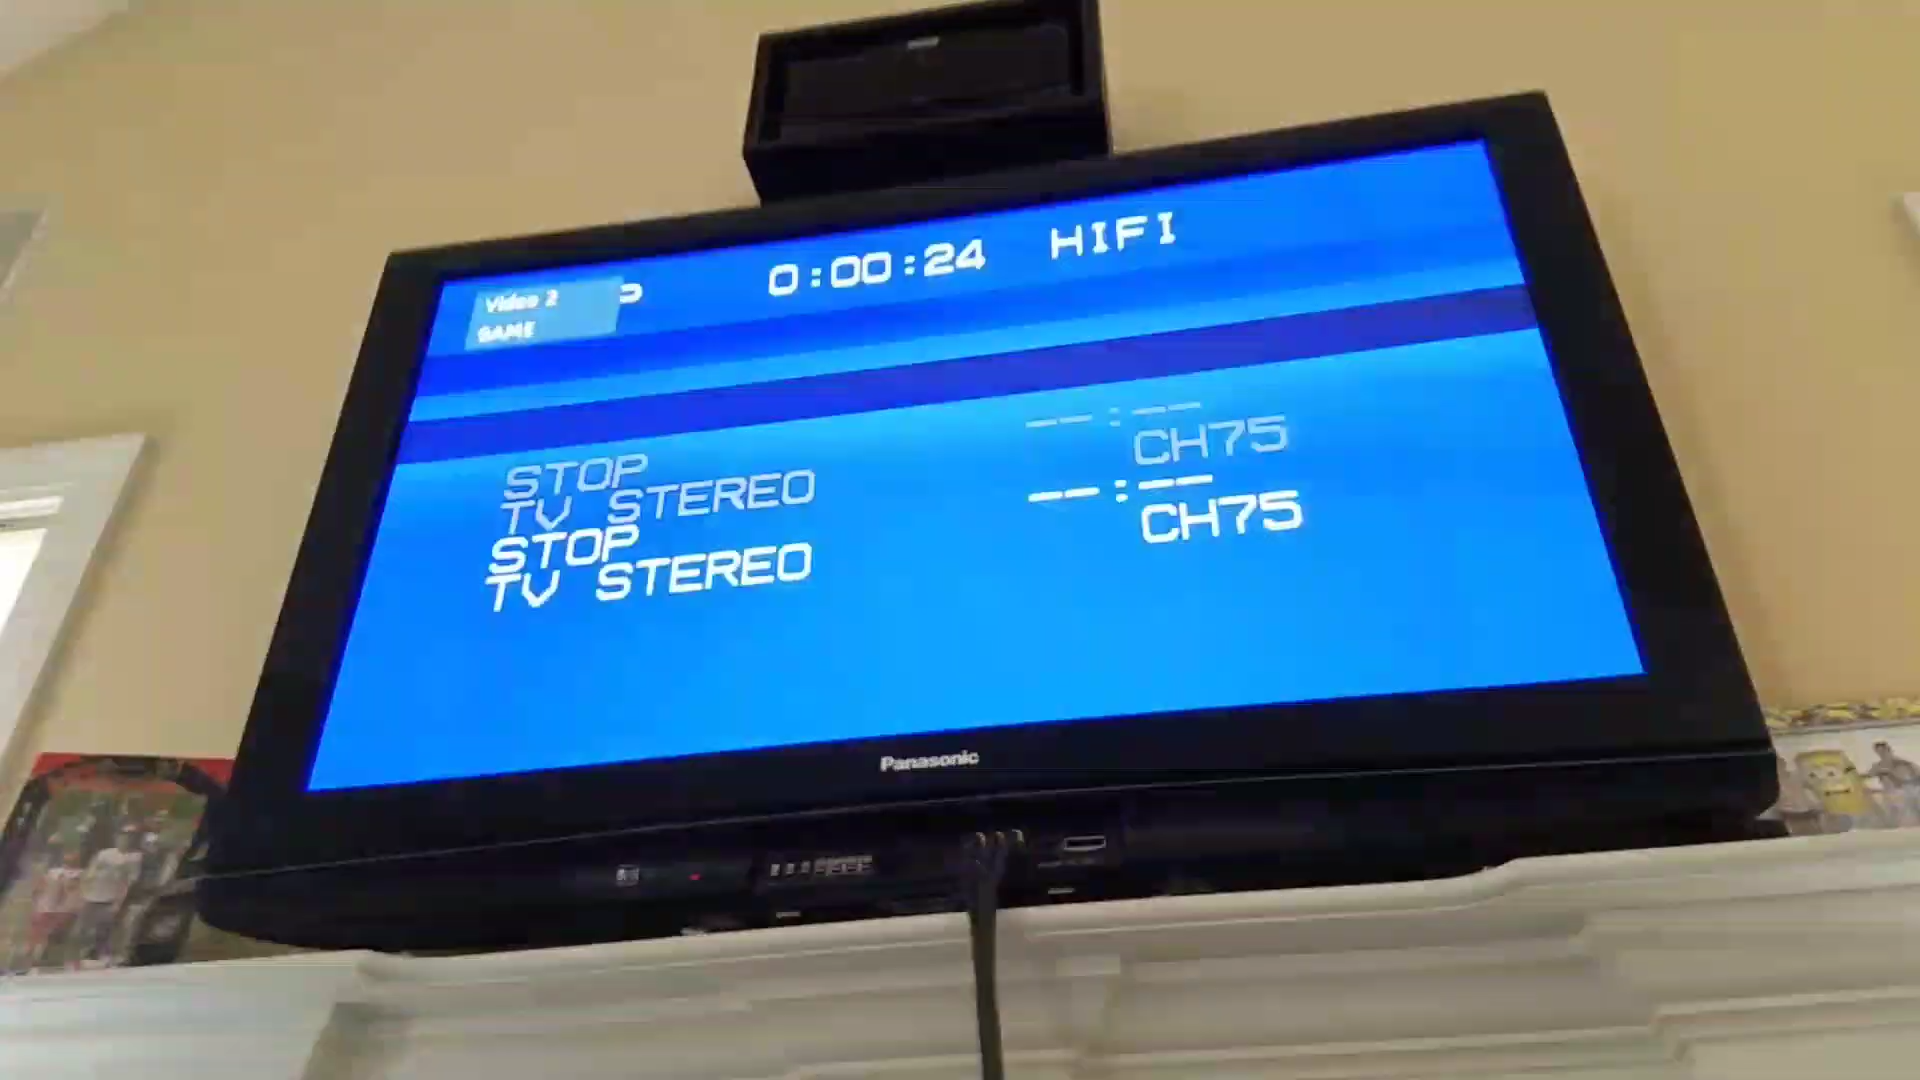 0:00:24 HIFI
Video 2
GAME
--:--
CH75
STOP
TV STEREO
--:--
CH75
STOP
TV STEREO
Panasonic